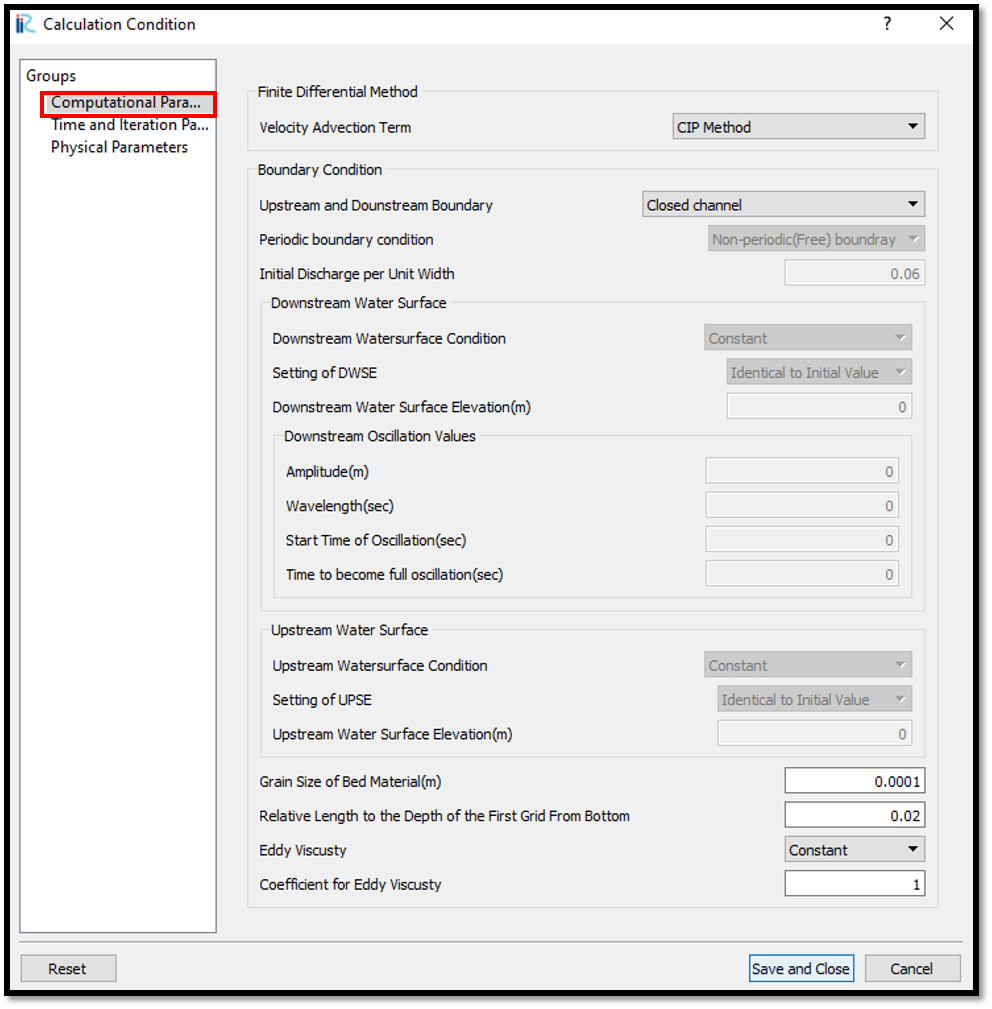 iRC Calculation Condition ? ×
Groups
Computational Para...
Time and Iteration Pa...
Physical Parameters
Finite Differential Method
Velocity Advection Term CIP Method
Boundary Condition
Upstream and Dounstream Boundary Closed channel
Periodic boundary condition Non-periodic(Free) boundray
Initial Discharge per Unit Width 0.06
Downstream Water Surface
Downstream Watersurface Condition Constant
Setting of DWSE Identical to Initial Value
Downstream Water Surface Elevation(m) 0
Downstream Oscillation Values
Amplitude(m) 0
Wavelength(sec) 0
Start Time of Oscillation(sec) 0
Time to become full oscillation(sec) 0
Upstream Water Surface
Upstream Watersurface Condition Constant
Setting of UPSE Identical to Initial Value
Upstream Water Surface Elevation(m) 0
Grain Size of Bed Material(m) 0.0001
Relative Length to the Depth of the First Grid From Bottom 0.02
Eddy Viscusty Constant
Coefficient for Eddy Viscusty 1
Reset Save and Close Cancel